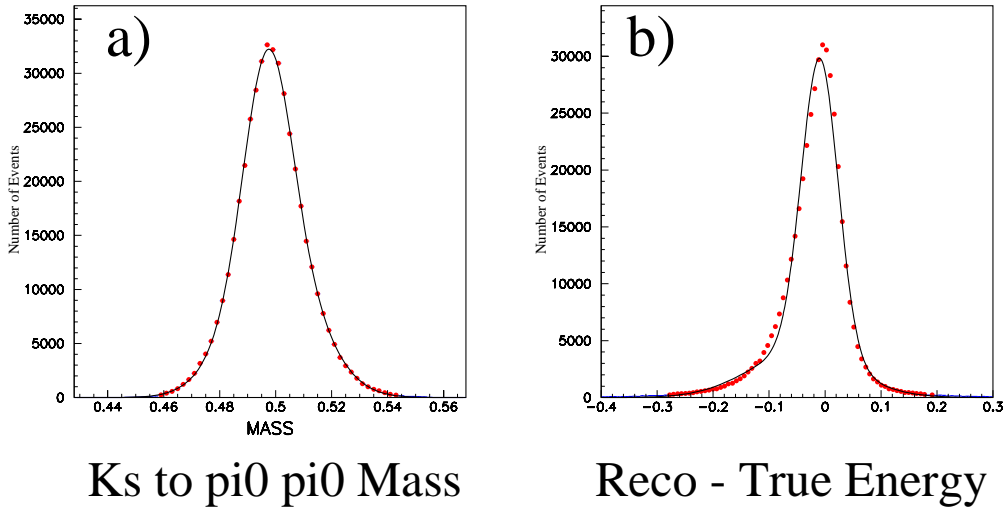 a)
35000
30000
25000
20000
15000
10000
5000
0
Number of Events
0.44 0.46 0.48 0.5 0.52 0.54 0.56
MASS
Ks to pi0 pi0 Mass
b)
30000
25000
20000
15000
10000
5000
0
Number of Events
-0.4 -0.3 -0.2 -0.1 0 0.1 0.2 0.3
Reco - True Energy